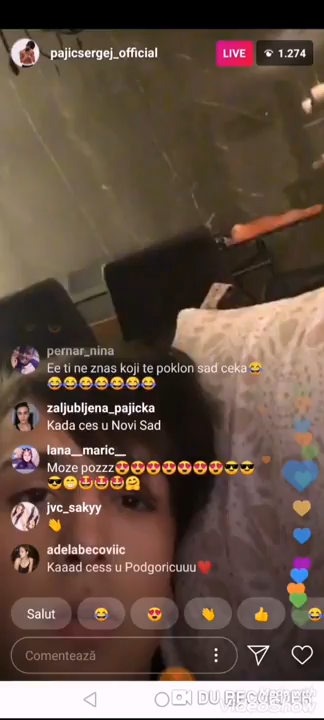 pajicsergej_official
LIVE
1.274
pernar_nina
Ee ti ne znas koji te poklon sad ceka😂
😂😂😂😂😂😂😂
zaljubljena_pajicka
Kada ces u Novi Sad
lana__maric__
Moze pozzz😍😍😍😍😍😍😍😎😎
😎😁🤩🤩🤩🤗
jvc_sakyy
👋
adelabecoviic
Kaaad cess u Podgoricuuu❤️
Salut
😂
😍
👏
👍
😂
Comentează
DU RECORDER
VideoShow